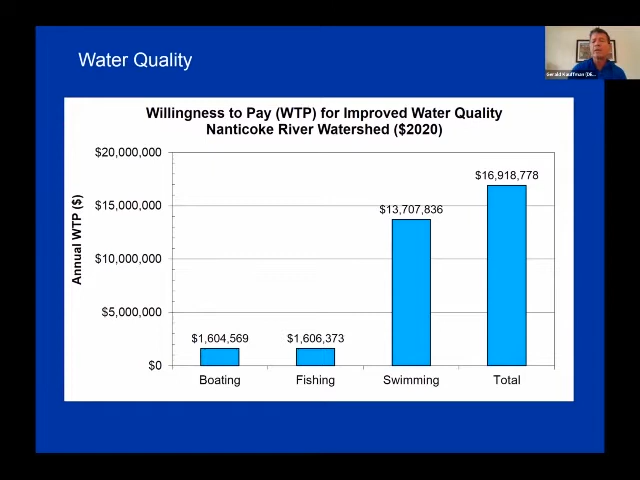 Water Quality
Gerald Kauffman (DE...
Willingness to Pay (WTP) for Improved Water Quality
Nanticoke River Watershed ($2020)
Annual WTP ($)
$20,000,000
$15,000,000
$10,000,000
$5,000,000
$0
$1,604,569
$1,606,373
$13,707,836
$16,918,778
Boating
Fishing
Swimming
Total